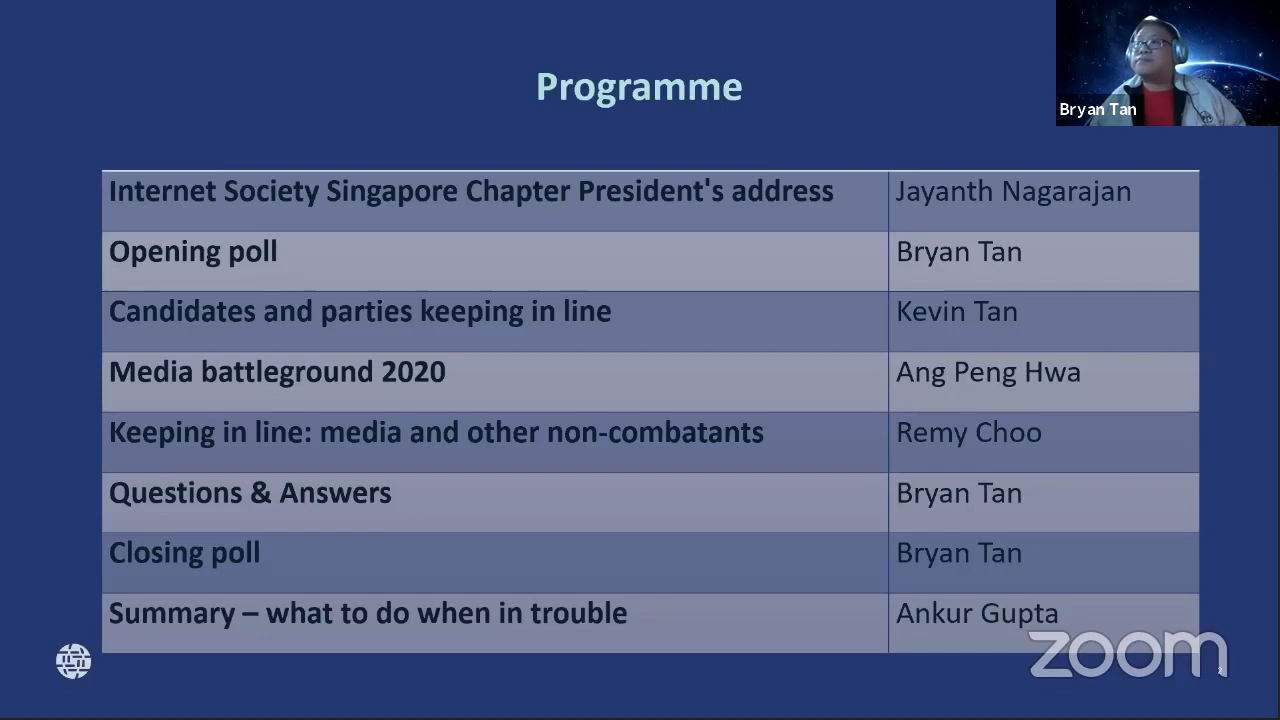 Programme
Bryan Tan
Internet Society Singapore Chapter President's address Jayanth Nagarajan
Opening poll Bryan Tan
Candidates and parties keeping in line Kevin Tan
Media battleground 2020 Ang Peng Hwa
Keeping in line: media and other non-combatants Remy Choo
Questions & Answers Bryan Tan
Closing poll Bryan Tan
Summary – what to do when in trouble Ankur Gupta
zoom
2